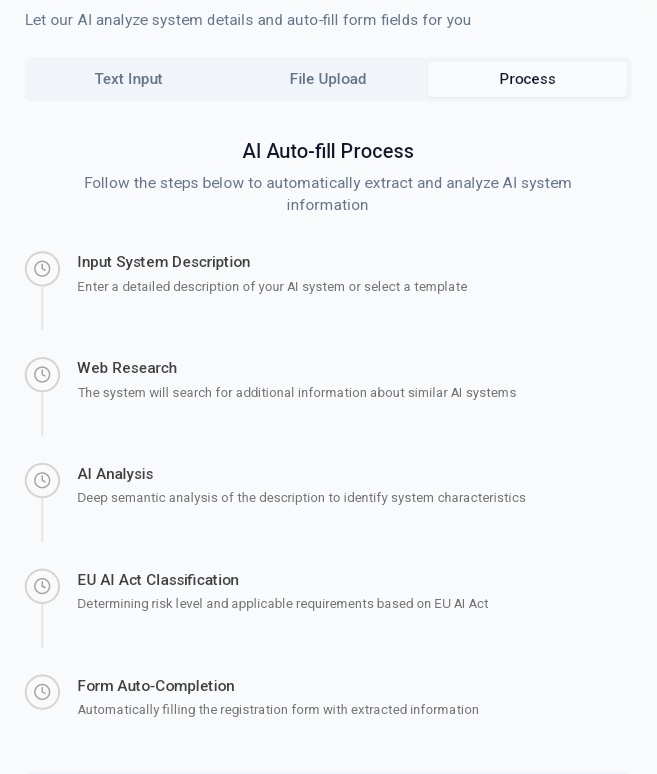 Let our AI analyze system details and auto-fill form fields for you
Text Input
File Upload
Process
AI Auto-fill Process
Follow the steps below to automatically extract and analyze AI system
information
Input System Description
Enter a detailed description of your AI system or select a template
Web Research
The system will search for additional information about similar AI systems
AI Analysis
Deep semantic analysis of the description to identify system characteristics
EU AI Act Classification
Determining risk level and applicable requirements based on EU AI Act
Form Auto-Completion
Automatically filling the registration form with extracted information